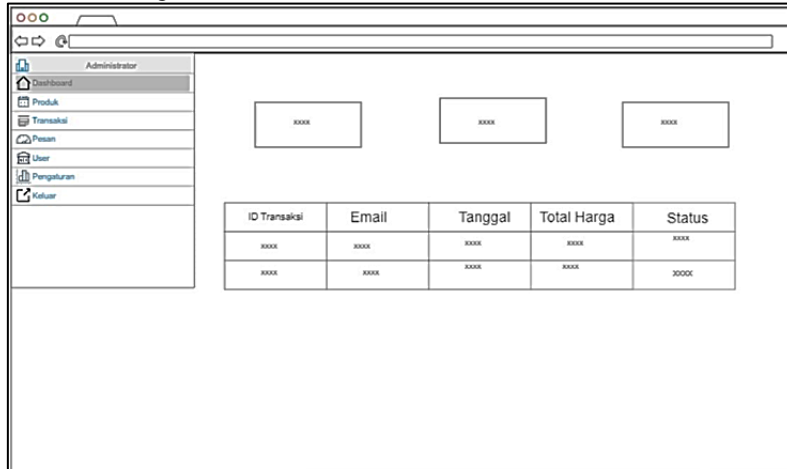 Administrator
Dashboard
Produk
Transaksi
Pesan
User
Pengaturan
Keluar
xxxx xxxx xxxx
ID Transaksi Email Tanggal Total Harga Status
xxxx xxxx xxxx xxxx xxxx
xxxx xxxx xxxx xxxx xxxx